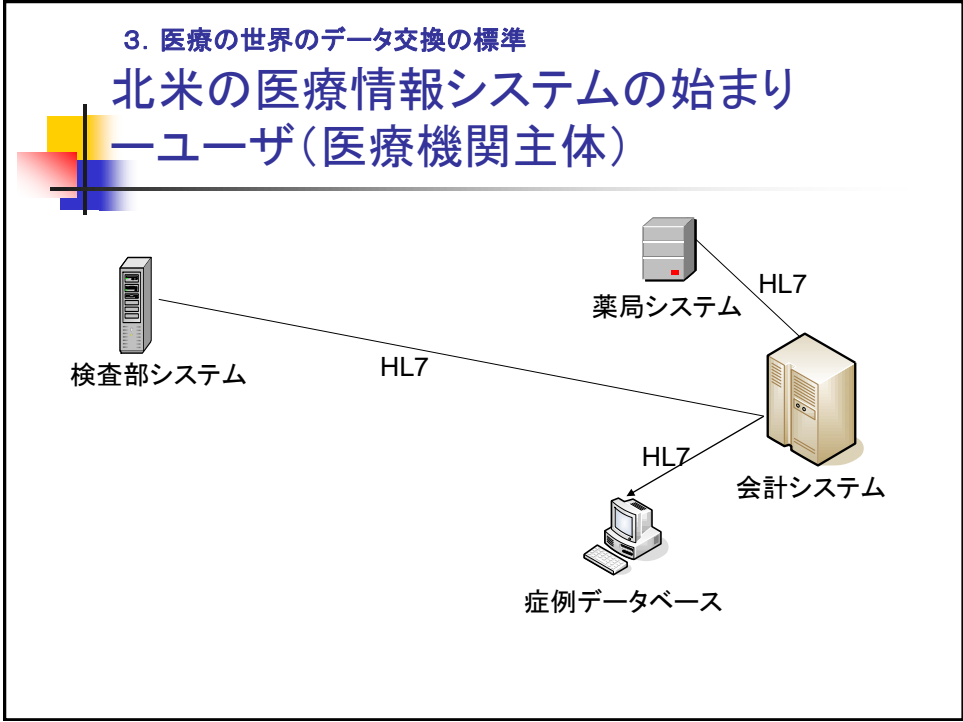 ３．医療の世界のデータ交換の標準
北米の医療情報システムの始まり
ーユーザ（医療機関主体）
HL7
薬局システム
検査部システム
HL7
HL7
会計システム
症例データベース